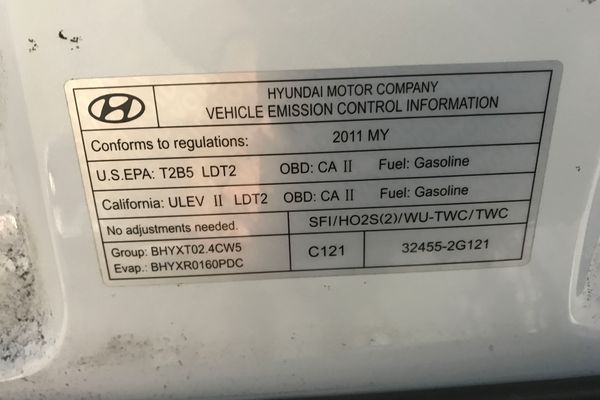 HYUNDAI MOTOR COMPANY
VEHICLE EMISSION CONTROL INFORMATION
Conforms to regulations: 2011 MY
U.S.EPA: T2B5 LDT2 OBD: CA II Fuel: Gasoline
California: ULEV II LDT2 OBD: CA II Fuel: Gasoline
No adjustments needed. SFI/HO2S(2)/WU-TWC/TWC
Group: BHYXT02.4CW5
Evap.: BHYXR0160PDC
C121 32455-2G121